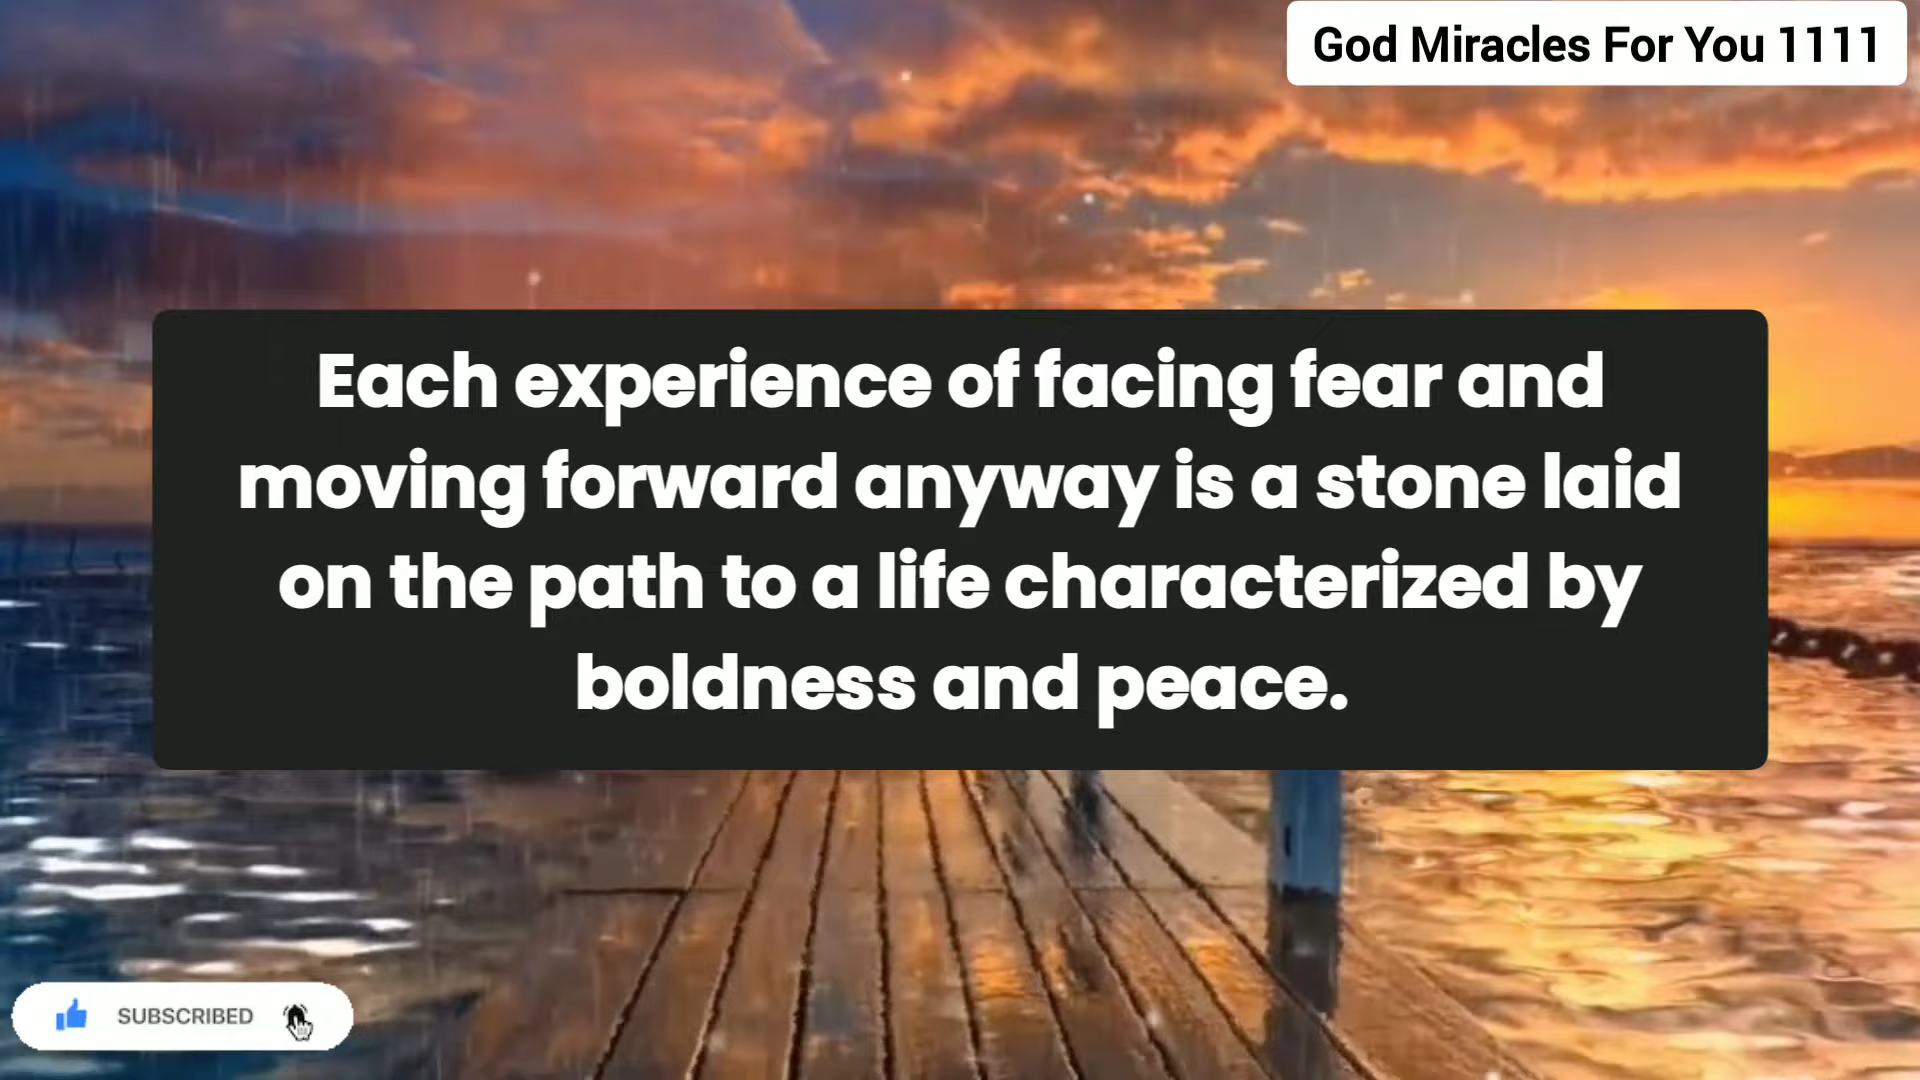 God Miracles For You 1111
Each experience of facing fear and
moving forward anyway is a stone laid
on the path to a life characterized by
boldness and peace.
SUBSCRIBED